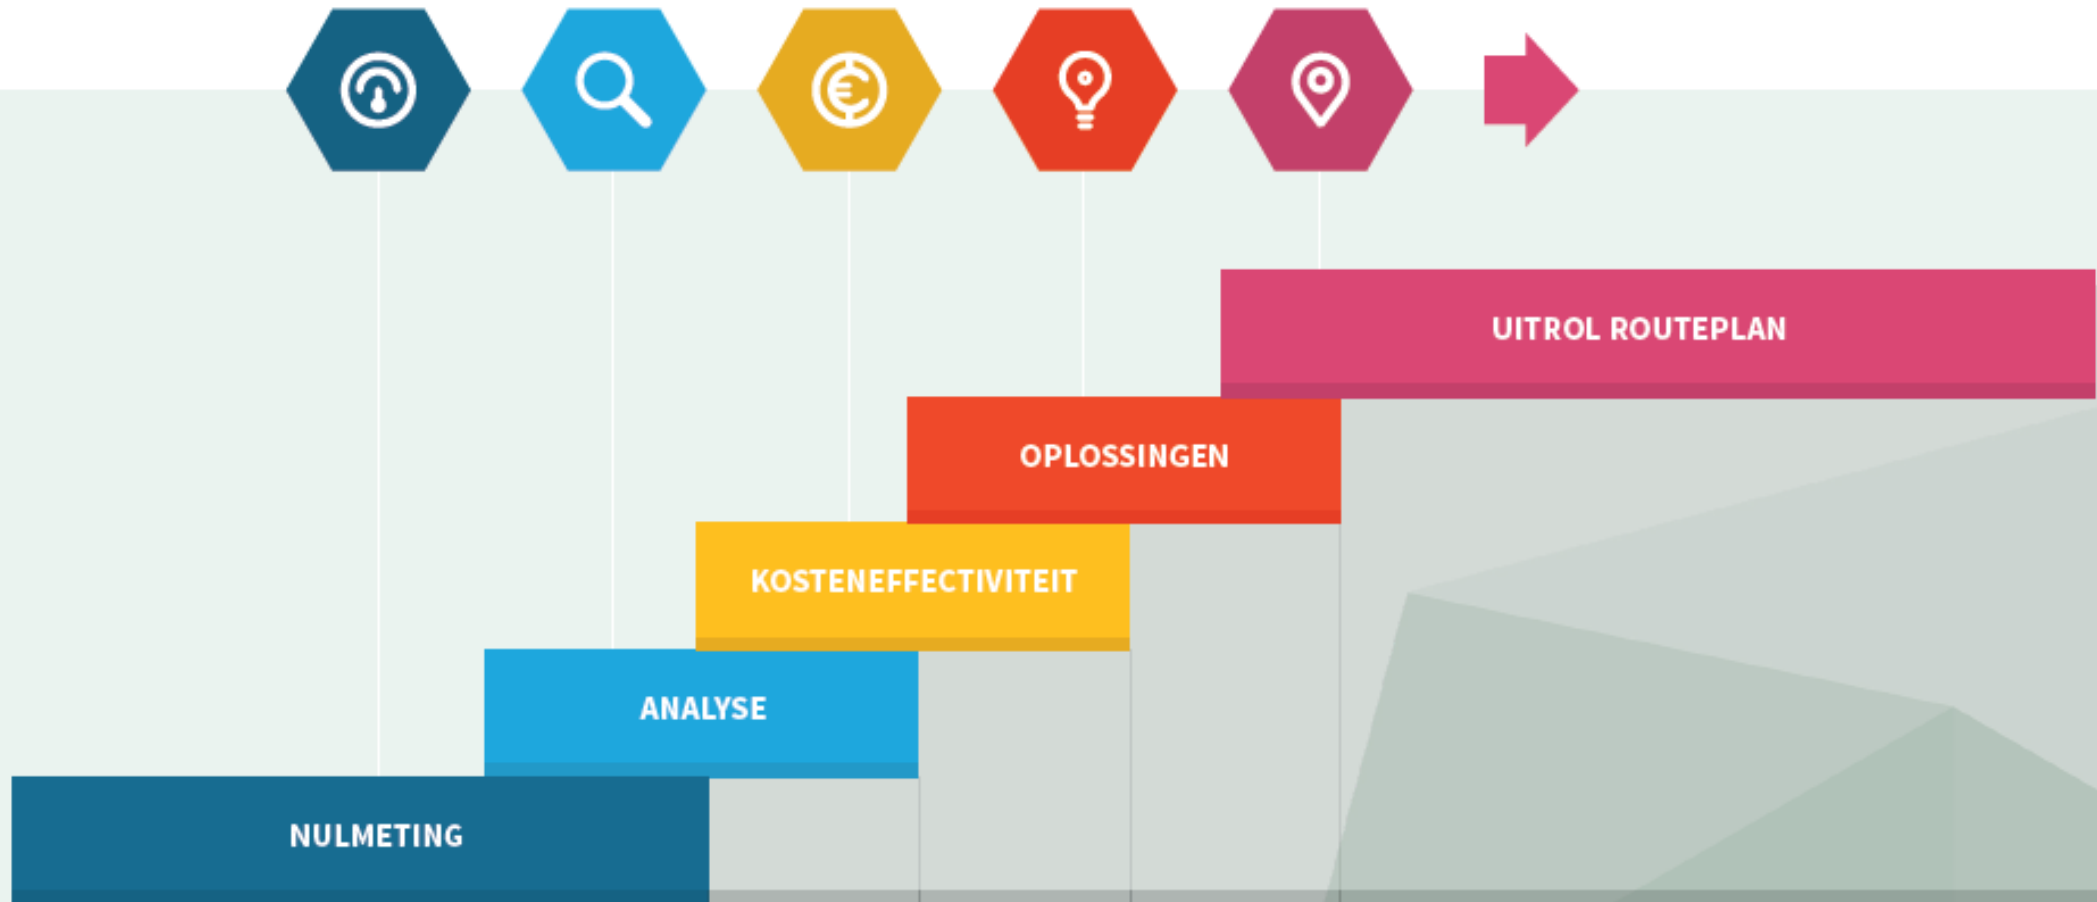 UITROL ROUTEPLAN
OPLOSSINGEN
KOSTENEFFECTIVITEIT
ANALYSE
NULMETING